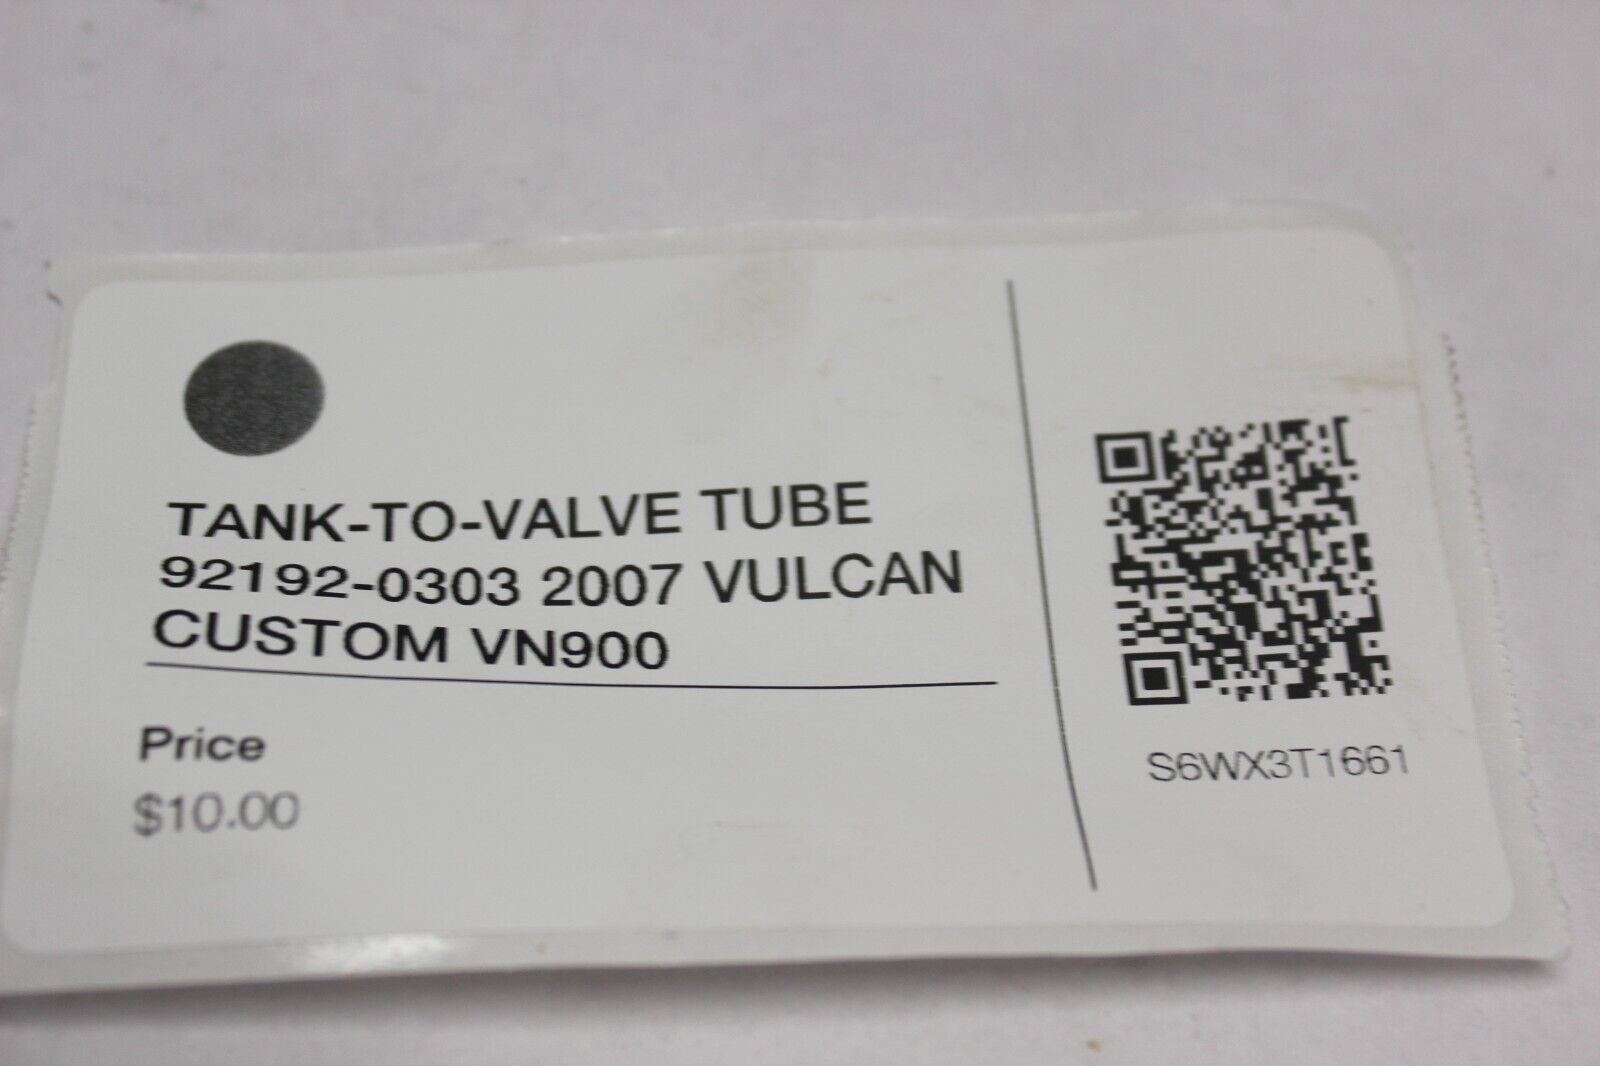 TANK-TO-VALVE TUBE
92192-0303 2007 VULCAN
CUSTOM VN900
Price
$10.00
S6WX3T1661